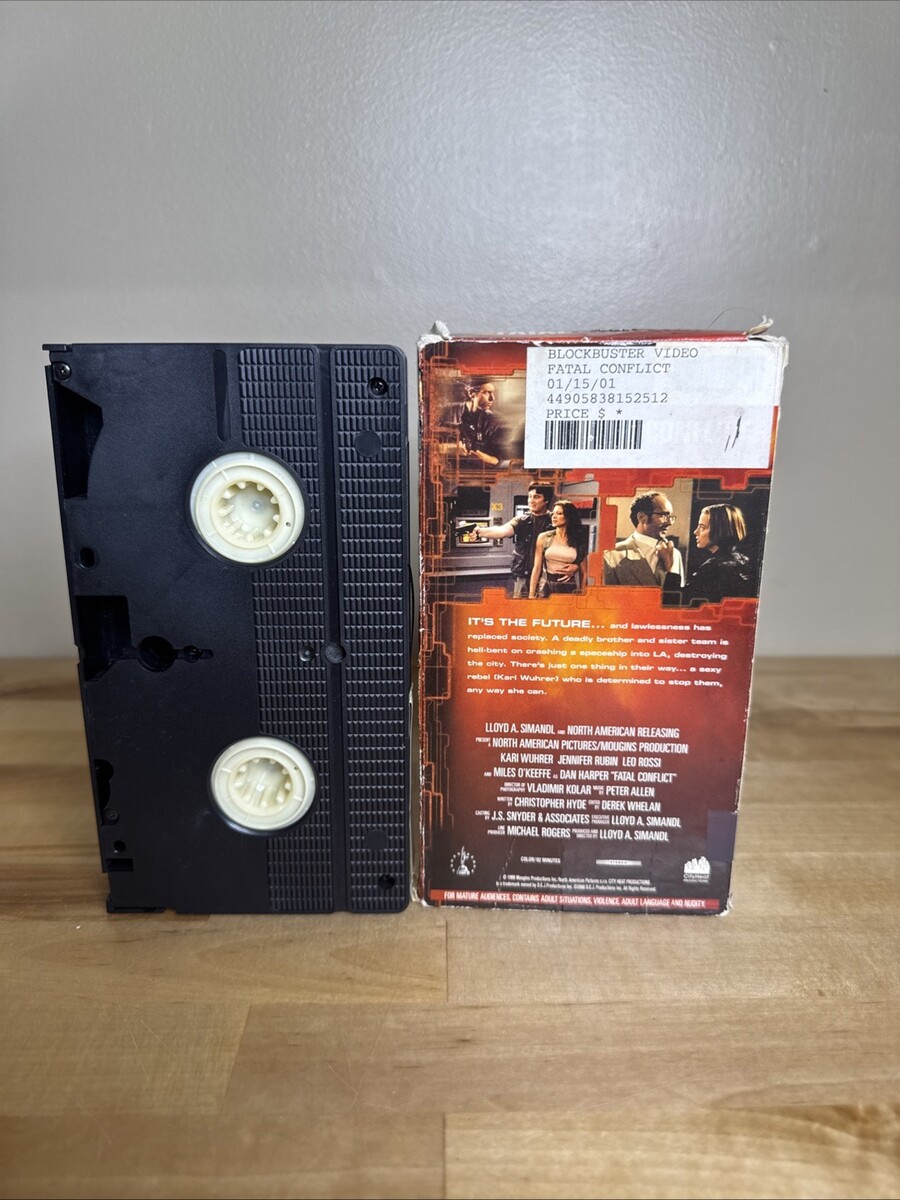 BLOCKBUSTER VIDEO
FATAL CONFLICT
01/15/01
44905838152512
PRICE $ *
X3
IT'S THE FUTURE... and lawlessness has
replaced society. A deadly brother and sister team is
hell-bent on crashing a spaceship into LA, destroying
the city. There's just one thing in their way... a sexy
rebel (Kari Wuhrer) who is determined to stop them,
any way she can.
LLOYD A. SIMANDL AND NORTH AMERICAN RELEASING
PRESENT NORTH AMERICAN PICTURES/MOUGINS PRODUCTION
KARI WUHRER JENNIFER RUBIN LEO ROSSI
AND MILES O'KEEFFE AS DAN HARPER "FATAL CONFLICT"
DIRECTOR OF PHOTOGRAPHY VLADIMIR KOLAR MUSIC BY PETER ALLEN
WRITTEN BY CHRISTOPHER HYDE EDITED BY DEREK WHELAN
CASTING BY J.S. SNYDER & ASSOCIATES EXECUTIVE PRODUCER LLOYD A. SIMANDL
LINE PRODUCER MICHAEL ROGERS PRODUCED AND DIRECTED BY LLOYD A. SIMANDL
COLOR/92 MINUTES
CityHeat
FOR MATURE AUDIENCES, CONTAINS ADULT SITUATIONS, VIOLENCE, ADULT LANGUAGE AND NUDITY.